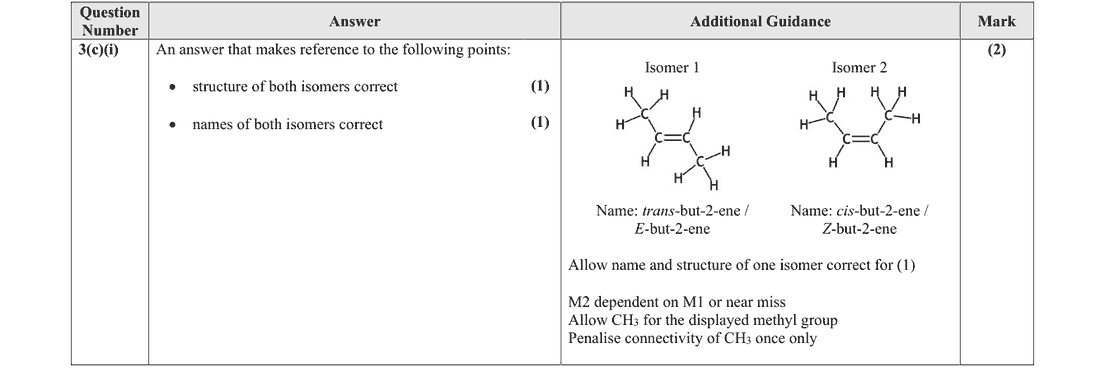 Question Number Answer Additional Guidance Mark
3(c)(i) An answer that makes reference to the following points: (2)
• structure of both isomers correct (1)
• names of both isomers correct (1)
Isomer 1 Isomer 2
H H H H H H
C H H C C H
H C=C H C=C
H C H H H
H H
Name: trans-but-2-ene / Name: cis-but-2-ene /
E-but-2-ene Z-but-2-ene
Allow name and structure of one isomer correct for (1)
M2 dependent on M1 or near miss
Allow CH₃ for the displayed methyl group
Penalise connectivity of CH₃ once only